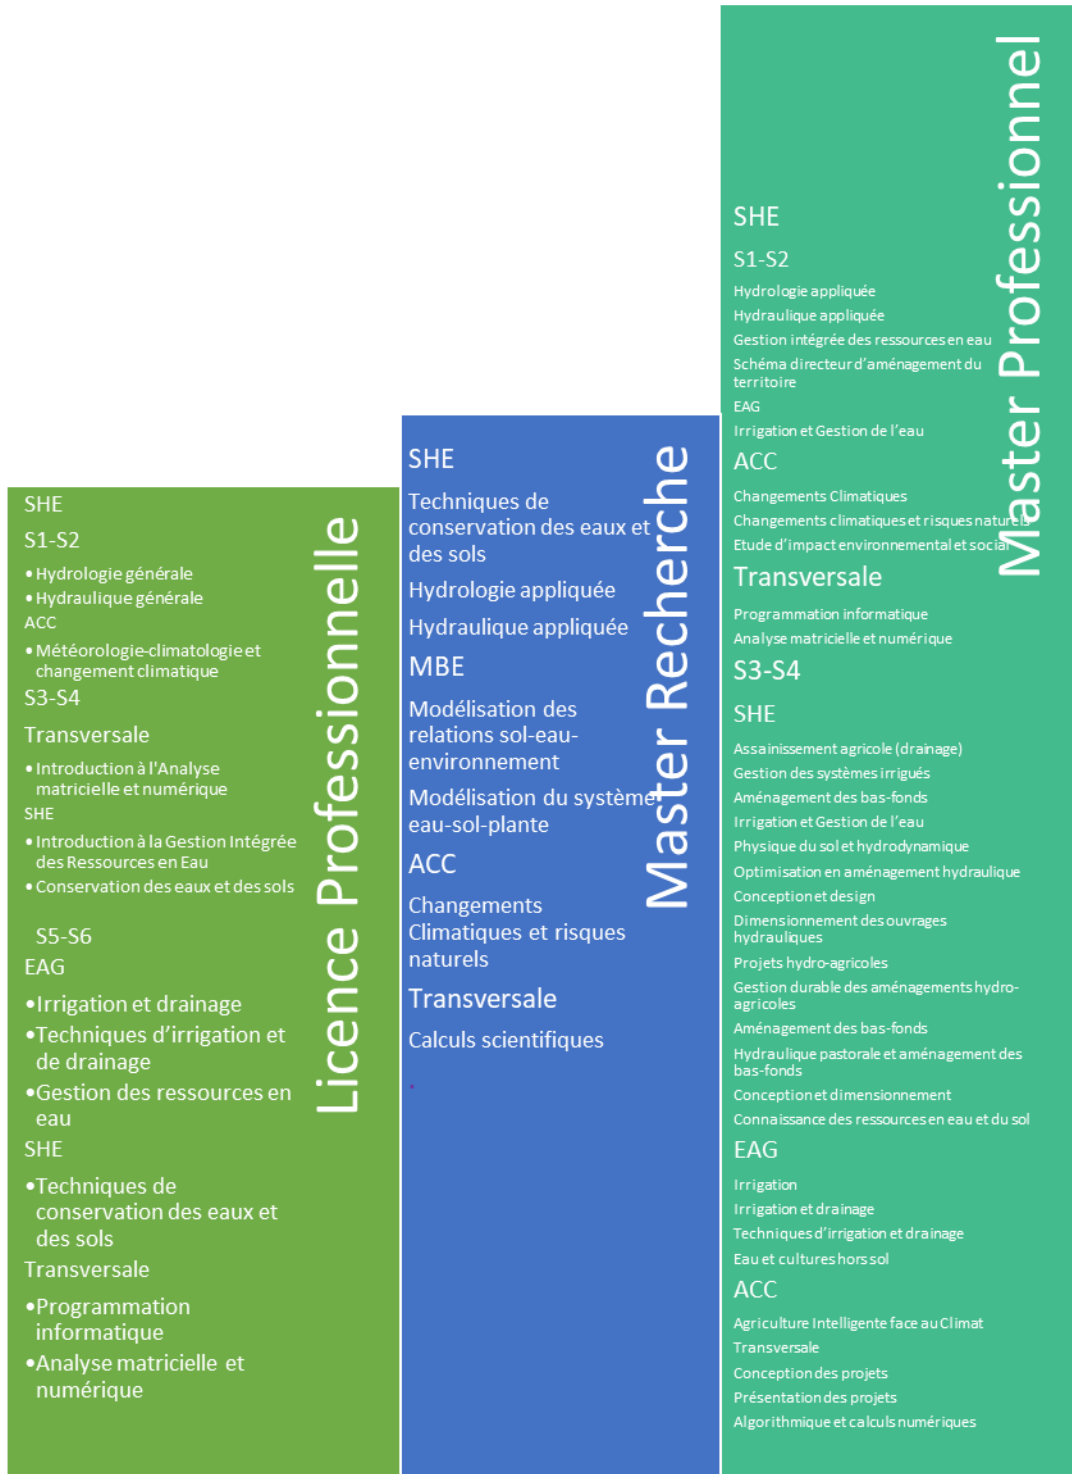 SHE
S1-S2
• Hydrologie générale
• Hydraulique générale
ACC
• Météorologie-climatologie et
changement climatique
S3-S4
Transversale
• Introduction à l'Analyse
matricielle et numérique
SHE
• Introduction à la Gestion Intégrée
des Ressources en Eau
• Conservation des eaux et des sols
S5-S6
EAG
•Irrigation et drainage
•Techniques d’irrigation et
de drainage
•Gestion des ressources en
eau
SHE
•Techniques de
conservation des eaux et
des sols
Transversale
•Programmation
informatique
•Analyse matricielle et
numérique
Licence Professionnelle
SHE
Techniques de
conservation des eaux et
des sols
Hydrologie appliquée
Hydraulique appliquée
MBE
Modélisation des
relations sol-eau-
environnement
Modélisation du système
eau-sol-plante
ACC
Changements
Climatiques et risques
naturels
Transversale
Calculs scientifiques
.
Master Recherche
SHE
S1-S2
Hydrologie appliquée
Hydraulique appliquée
Gestion intégrée des ressources en eau
Schéma directeur d’aménagement du
territoire
EAG
Irrigation et Gestion de l’eau
ACC
Changements Climatiques
Changements climatiques et risques naturels
Etude d’impact environnemental et social
Transversale
Programmation informatique
Analyse matricielle et numérique
S3-S4
SHE
Assainissement agricole (drainage)
Gestion des systèmes irrigués
Aménagement des bas-fonds
Irrigation et Gestion de l’eau
Physique du sol et hydrodynamique
Optimisation en aménagement hydraulique
Conception et design
Dimensionnement des ouvrages
hydrauliques
Projets hydro-agricoles
Gestion durable des aménagements hydro-
agricoles
Aménagement des bas-fonds
Hydraulique pastorale et aménagement des
bas-fonds
Conception et dimensionnement
Connaissance des ressources en eau et du sol
EAG
Irrigation
Irrigation et drainage
Techniques d’irrigation et drainage
Eau et cultures hors sol
ACC
Agriculture Intelligente face au Climat
Transversale
Conception des projets
Présentation des projets
Algorithmique et calculs numériques
Master Professionnel